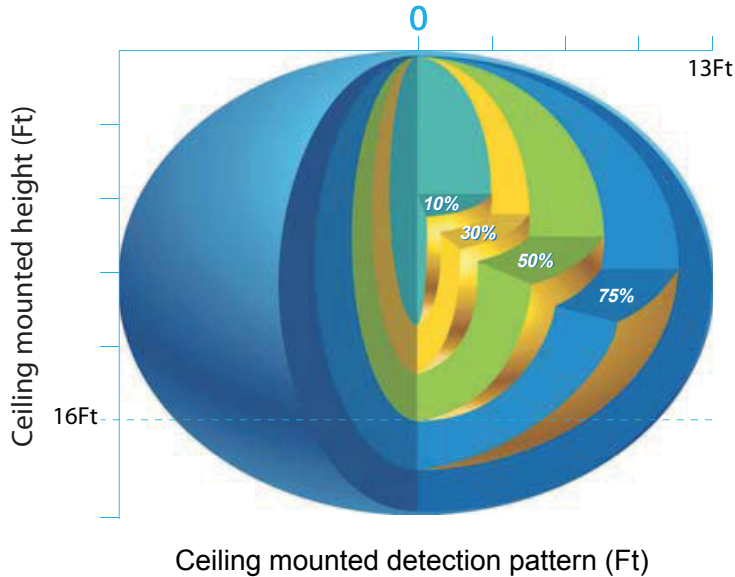 0
13Ft
Ceiling mounted height (Ft)
10%
30%
50%
75%
16Ft
Ceiling mounted detection pattern (Ft)